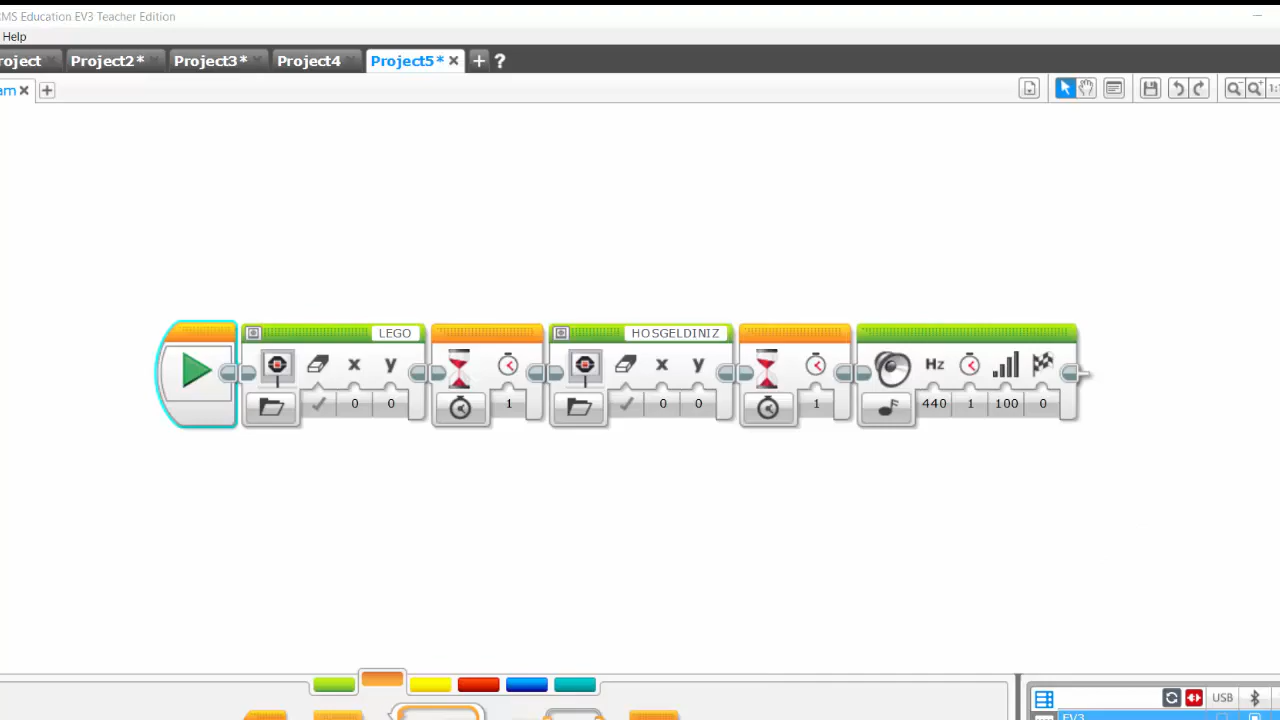 CMS Education EV3 Teacher Edition
Help
roject Project2* Project3* Project4 Project5* × + ?
am × +
LEGO HOSGELDINIZ
x y x y Hz
0 0 1 0 0 1 440 1 100 0
USB
EV3